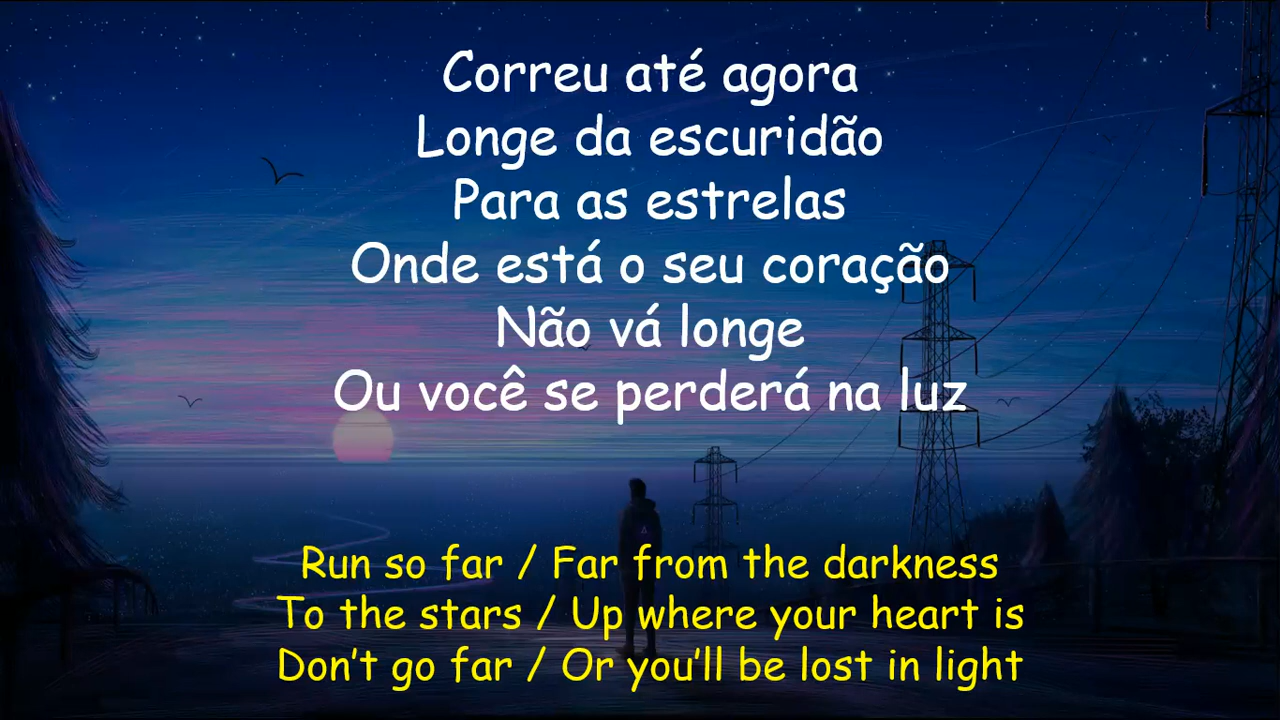 Correu até agora
Longe da escuridão
Para as estrelas
Onde está o seu coração
Não vá longe
Ou você se perderá na luz
Run so far / Far from the darkness
To the stars / Up where your heart is
Don’t go far / Or you’ll be lost in light